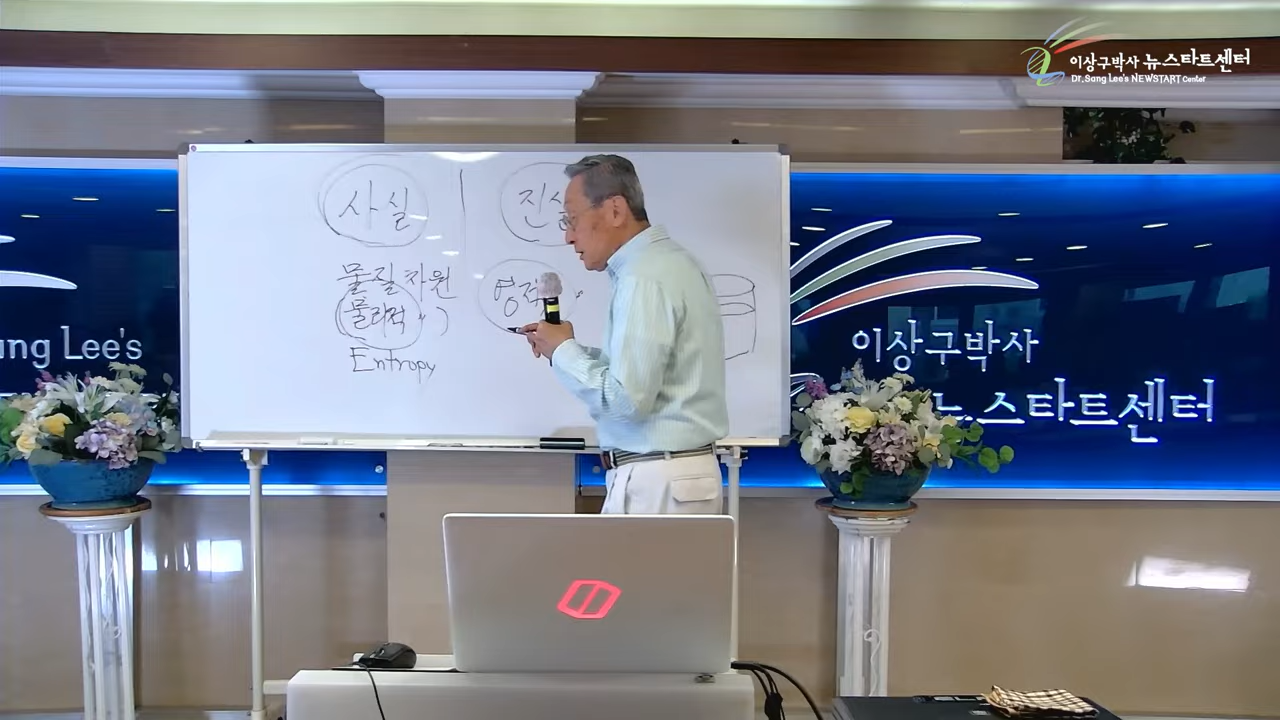 이상구박사 뉴스타트센터
Dr. Sang Lee's NEWSTART Center
사실
진실
물질 차원
(물리적 〃 )
Entropy
영적
ang Lee's
이상구박사
뉴스타트센터